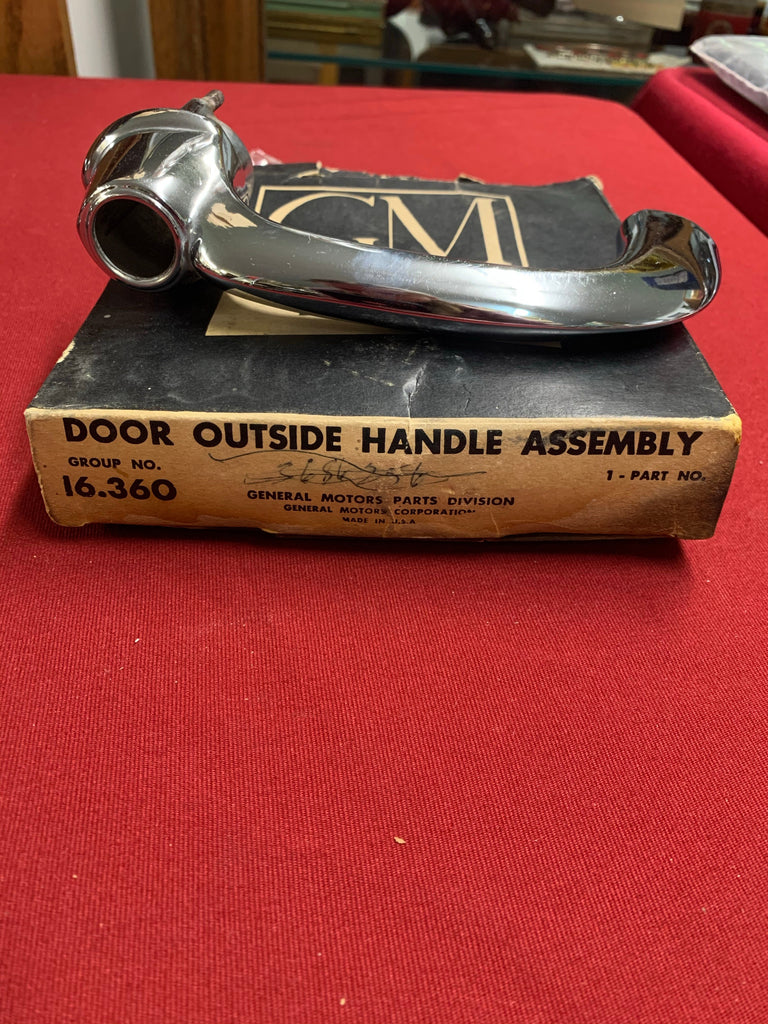 GM
DOOR OUTSIDE HANDLE ASSEMBLY
GROUP NO.
1 - PART NO.
16.360
GENERAL MOTORS PARTS DIVISION
GENERAL MOTORS CORPORATION
MADE IN U.S.A